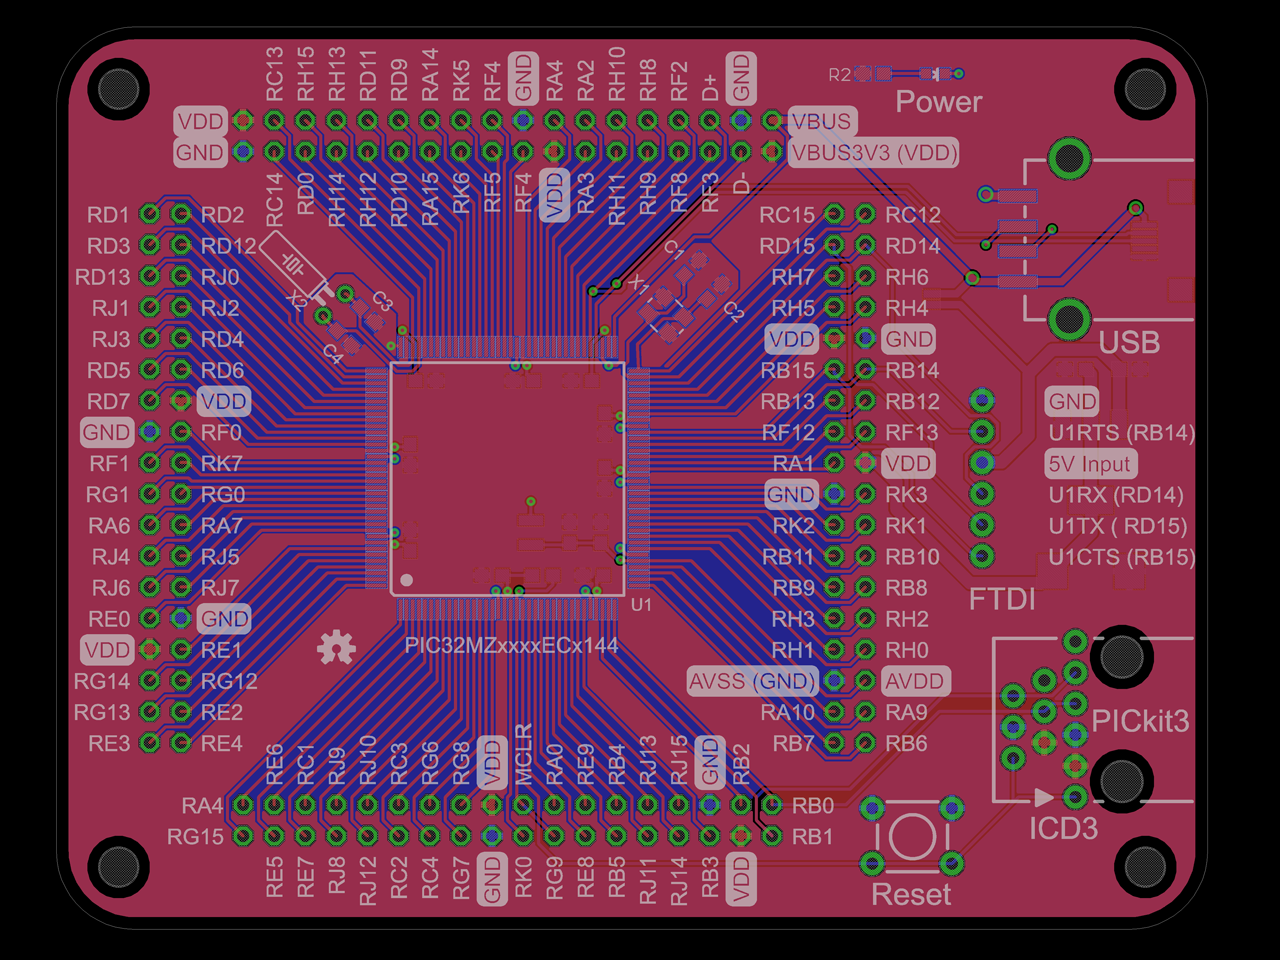 RC13 RH15 RH13 RD11 RD9 RA14 RK5 RF4 GND RA4 RA2 RH10 RH8 RF2 D+ GND
R2
Power
VDD
VBUS
GND
VBUS3V3 (VDD)
RC14 RD0 RH14 RH12 RD10 RA15 RK6 RF5 RF4 VDD RA3 RH11 RH9 RF8 RF3 D-
RD1 RD2
RC15 RC12
RD3 RD12
RD15 RD14
RD13 RJ0
RH7 RH6
RJ1 RJ2
RH5 RH4
RJ3 RD4
VDD GND
RD5 RD6
RB15 RB14
RD7 VDD
RB13 RB12
GND RF0
RF12 RF13
RF1 RK7
RA1 VDD
RG1 RG0
GND RK3
RA6 RA7
RK2 RK1
RJ4 RJ5
RB11 RB10
RJ6 RJ7
RB9 RB8
RE0 GND
RH3 RH2
VDD RE1
RH1 RH0
RG14 RG12
AVSS (GND) AVDD
RG13 RE2
RA10 RA9
RE3 RE4
RB7 RB6
X2
C3
C4
C1
X1
C2
USB
GND
U1RTS (RB14)
5V Input
U1RX (RD14)
U1TX ( RD15)
U1CTS (RB15)
FTDI
U1
PIC32MZxxxxECx144
PICkit3
ICD3
RE6 RC1 RJ9 RJ10 RC3 RG6 RG8 VDD MCLR RA0 RE9 RB4 RJ13 RJ15 GND RB2
RA4
RB0
RG15
RB1
RE5 RE7 RJ8 RJ12 RC2 RC4 RG7 GND RK0 RG9 RE8 RB5 RJ11 RJ14 RB3 VDD
Reset